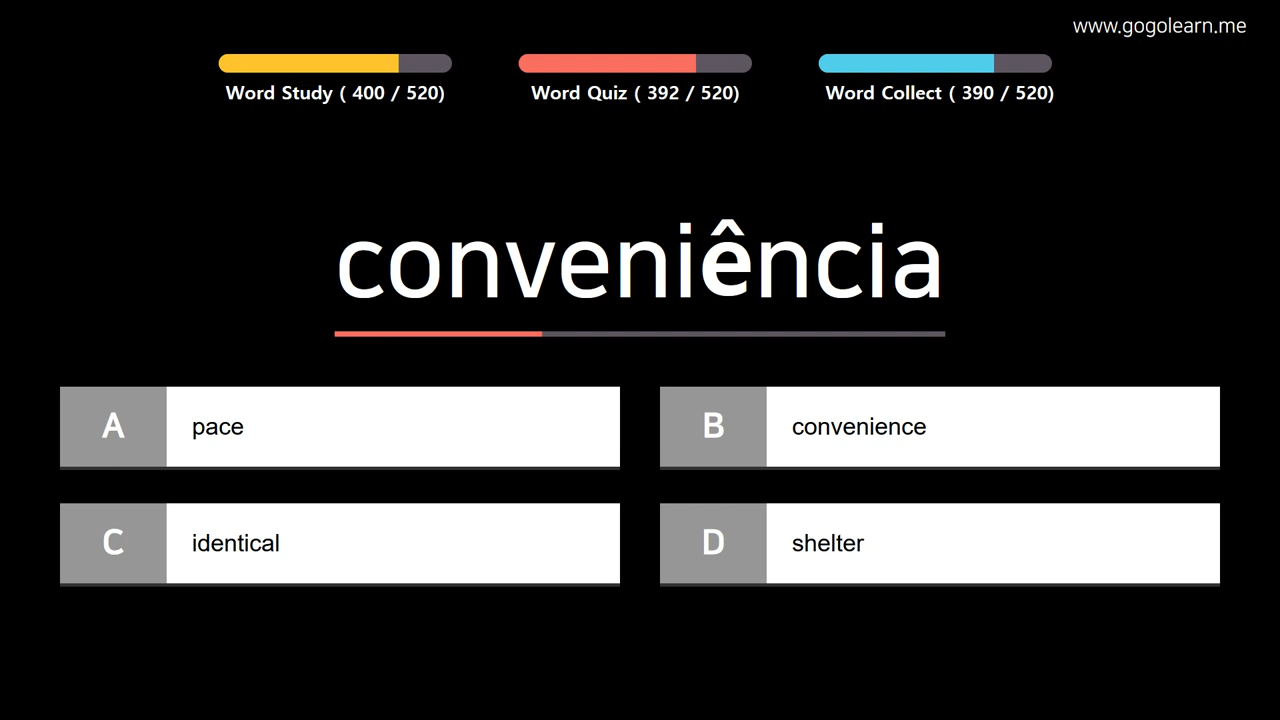 www.gogolearn.me
Word Study ( 400 / 520)
Word Quiz ( 392 / 520)
Word Collect ( 390 / 520)
conveniência
A pace
B convenience
C identical
D shelter